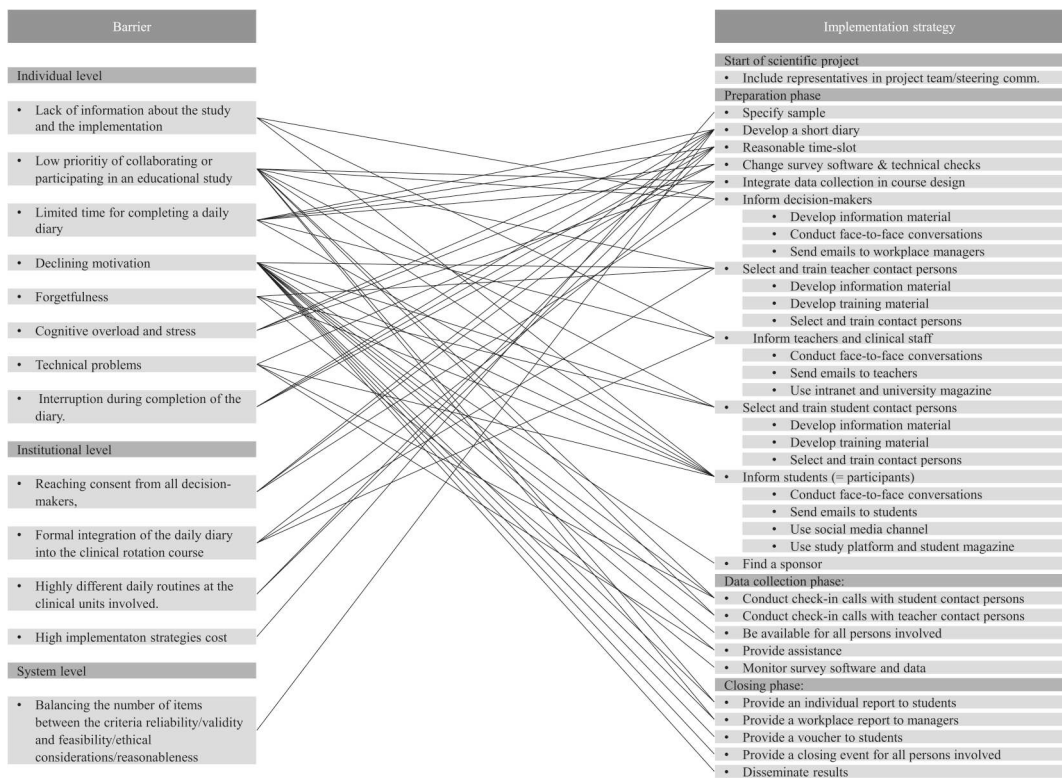 Barrier
Individual level
• Lack of information about the study
and the implementation
• Low prioritiy of collaborating or
participating in an educational study
• Limited time for completing a daily
diary
• Declining motivation
• Forgetfulness
• Cognitive overload and stress
• Technical problems
• Interruption during completion of the
diary.
Institutional level
• Reaching consent from all decision-
makers,
• Formal integration of the daily diary
into the clinical rotation course
• Highly different daily routines at the
clinical units involved.
• High implementaton strategies cost
System level
• Balancing the number of items
between the criteria reliability/validity
and feasibility/ethical
considerations/reasonableness
Implementation strategy
Start of scientific project
• Include representatives in project team/steering comm.
Preparation phase
• Specify sample
• Develop a short diary
• Reasonable time-slot
• Change survey software & technical checks
• Integrate data collection in course design
• Inform decision-makers
• Develop information material
• Conduct face-to-face conversations
• Send emails to workplace managers
• Select and train teacher contact persons
• Develop information material
• Develop training material
• Select and train contact persons
• Inform teachers and clinical staff
• Conduct face-to-face conversations
• Send emails to teachers
• Use intranet and university magazine
• Select and train student contact persons
• Develop information material
• Develop training material
• Select and train contact persons
• Inform students (= participants)
• Conduct face-to-face conversations
• Send emails to students
• Use social media channel
• Use study platform and student magazine
• Find a sponsor
Data collection phase:
• Conduct check-in calls with student contact persons
• Conduct check-in calls with teacher contact persons
• Be available for all persons involved
• Provide assistance
• Monitor survey software and data
Closing phase:
• Provide an individual report to students
• Provide a workplace report to managers
• Provide a voucher to students
• Provide a closing event for all persons involved
• Disseminate results